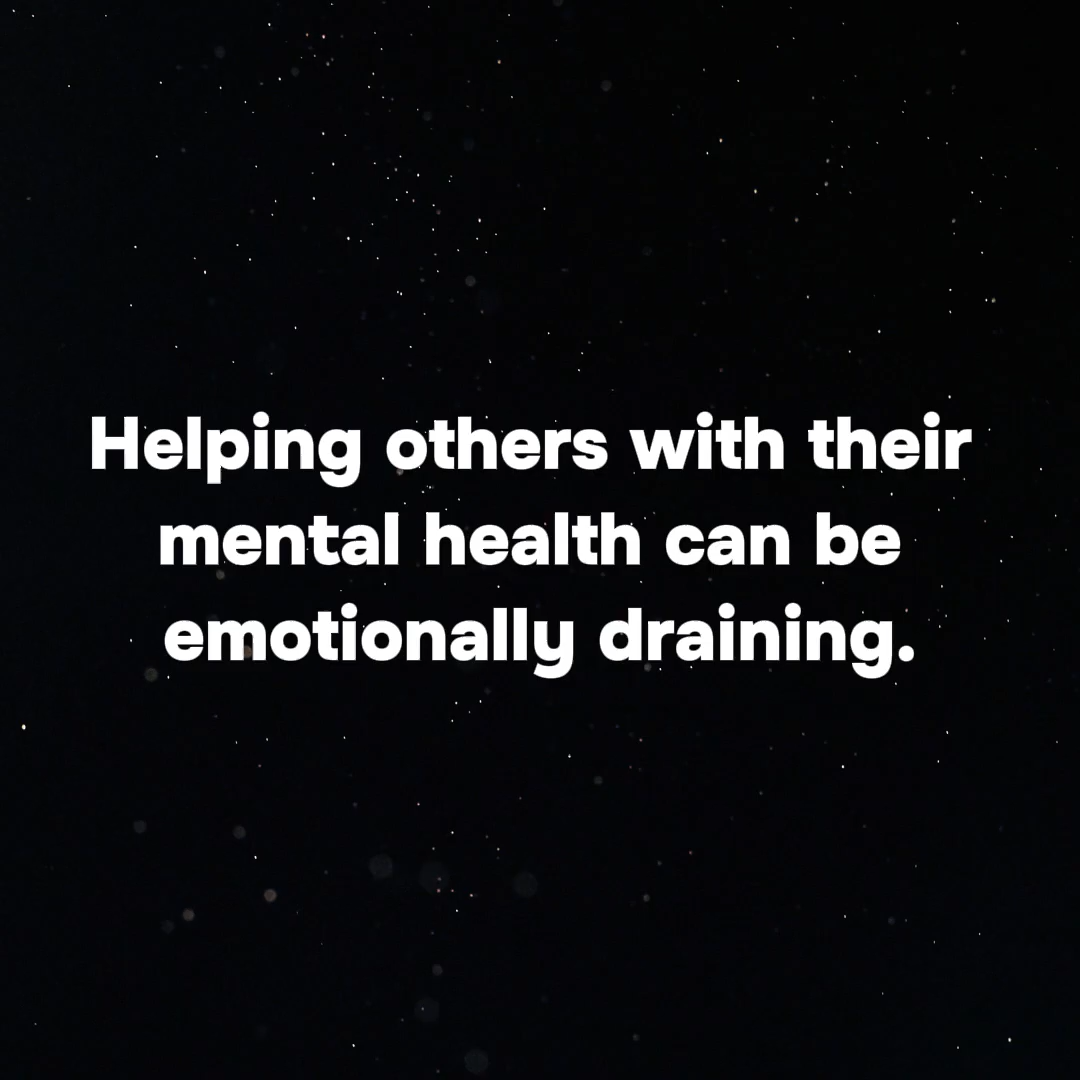 Helping others with their
mental health can be
emotionally draining.